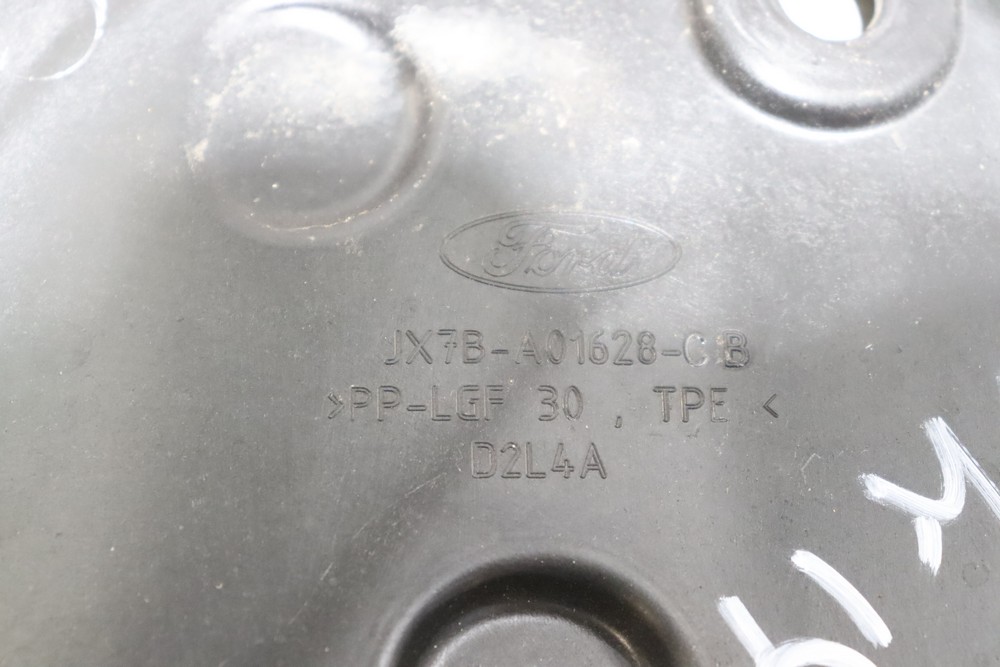 Ford
JX7B-A01628-CB
>PP-LGF 30 , TPE <
D2L4A